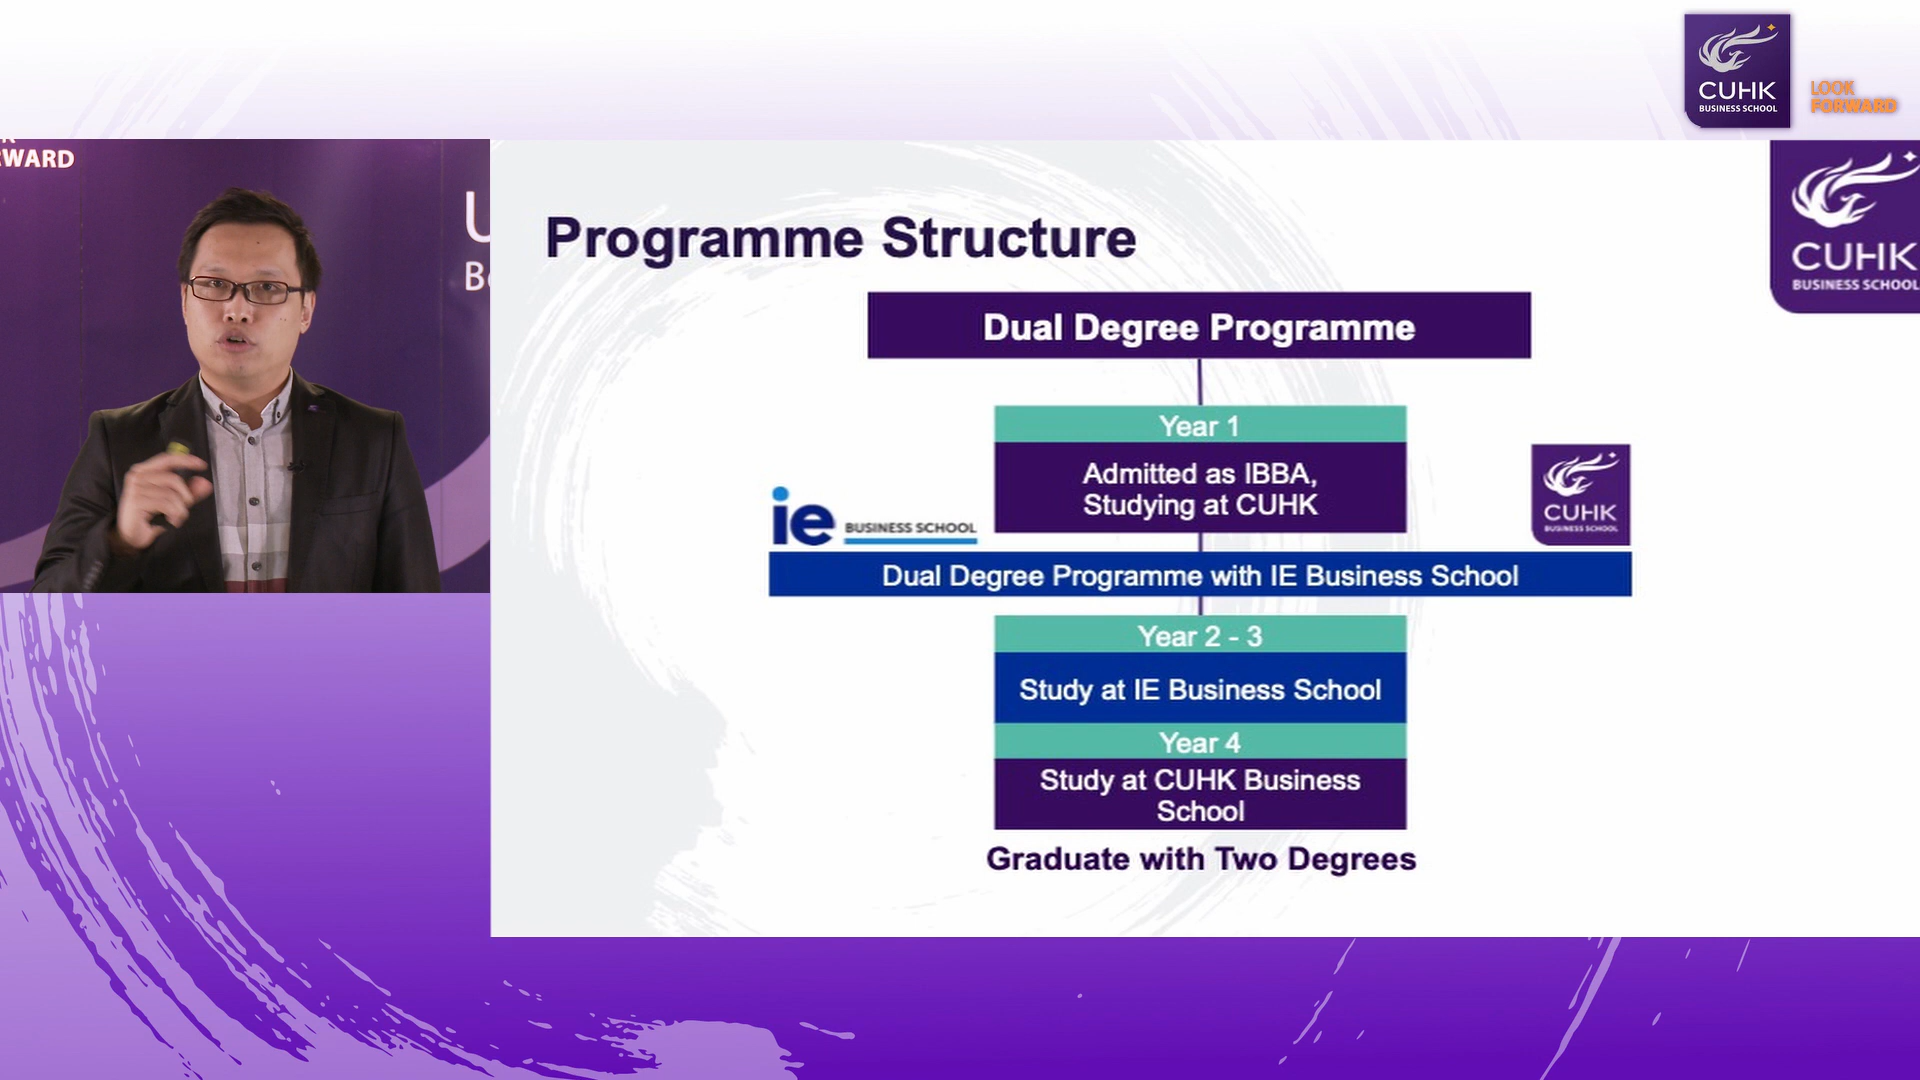 CUHK
BUSINESS SCHOOL
LOOK
FORWARD
WARD
U
Programme Structure
CUHK
BUSINESS SCHOOL
Dual Degree Programme
Year 1
Admitted as IBBA,
Studying at CUHK
ie BUSINESS SCHOOL
CUHK
BUSINESS SCHOOL
Dual Degree Programme with IE Business School
Year 2 - 3
Study at IE Business School
Year 4
Study at CUHK Business
School
Graduate with Two Degrees